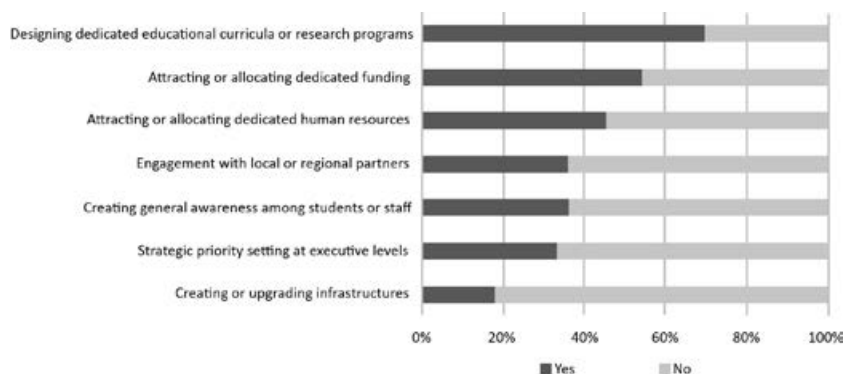 Designing dedicated educational curricula or research programs
Attracting or allocating dedicated funding
Attracting or allocating dedicated human resources
Engagement with local or regional partners
Creating general awareness among students or staff
Strategic priority setting at executive levels
Creating or upgrading infrastructures
0% 20% 40% 60% 80% 100%
Yes No